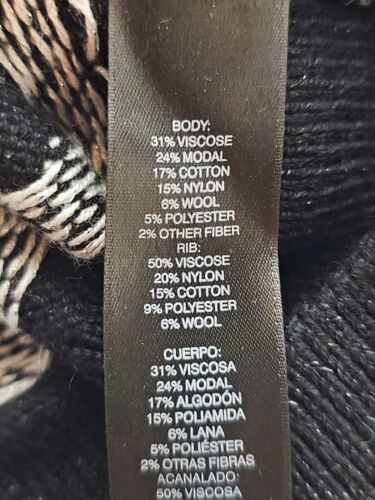 BODY:
31% VISCOSE
24% MODAL
17% COTTON
15% NYLON
6% WOOL
5% POLYESTER
2% OTHER FIBER
RIB:
50% VISCOSE
20% NYLON
15% COTTON
9% POLYESTER
6% WOOL
CUERPO:
31% VISCOSA
24% MODAL
17% ALGODÓN
15% POLIAMIDA
6% LANA
5% POLIÉSTER
2% OTRAS FIBRAS
ACANALADO:
50% VISCOSA